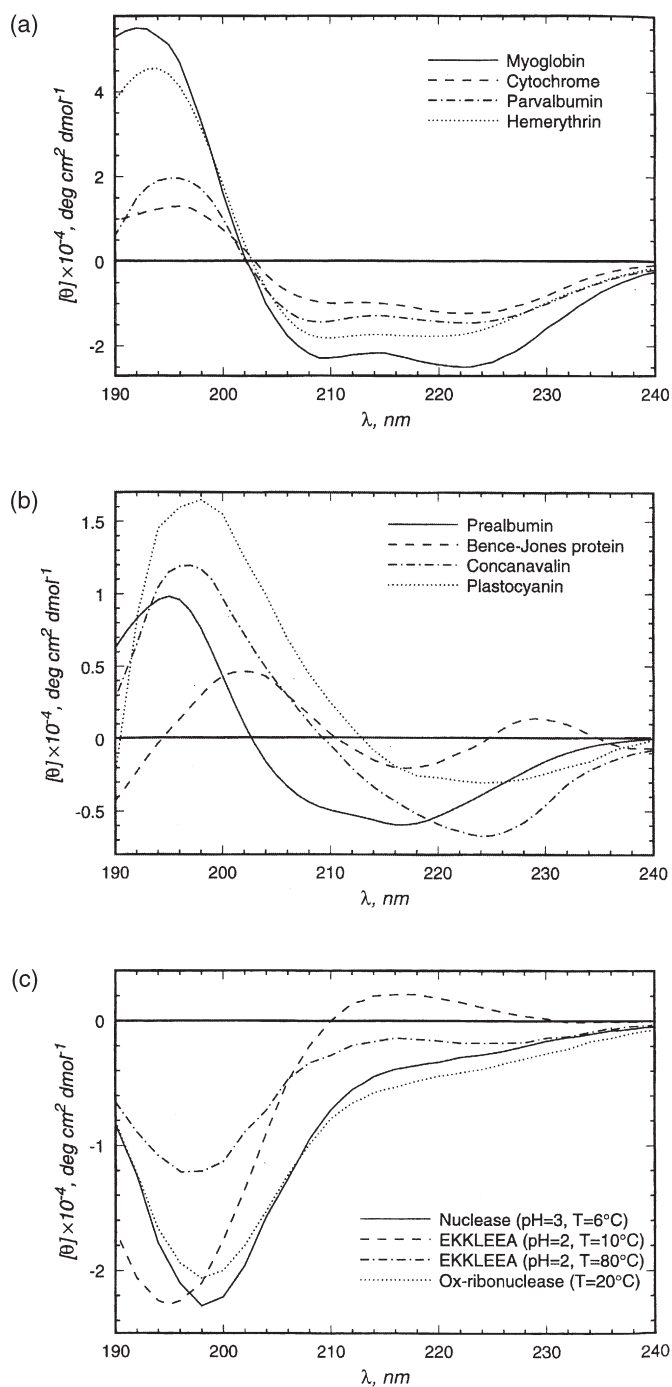 (a)
Myoglobin
Cytochrome
Parvalbumin
Hemerythrin
[θ]×10⁻⁴, deg cm² dmol⁻¹
4
2
0
-2
190 200 210 220 230 240
λ, nm
(b)
Prealbumin
Bence-Jones protein
Concanavalin
Plastocyanin
[θ]×10⁻⁴, deg cm² dmol⁻¹
1.5
1
0.5
0
-0.5
190 200 210 220 230 240
λ, nm
(c)
[θ]×10⁻⁴, deg cm² dmol⁻¹
0
-1
-2
Nuclease (pH=3, T=6°C)
EKKLEEA (pH=2, T=10°C)
EKKLEEA (pH=2, T=80°C)
Ox-ribonuclease (T=20°C)
190 200 210 220 230 240
λ, nm